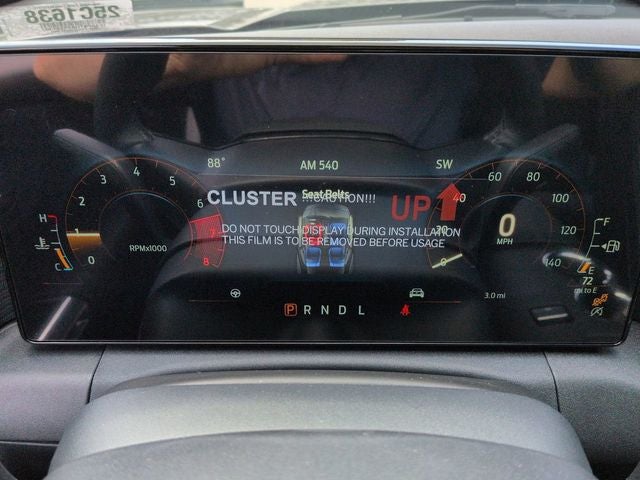 25C1638
88° AM 540 SW
Seat Belts
CLUSTER !!!CAUTION!!! UP
DO NOT TOUCH DISPLAY DURING INSTALLATION
THIS FILM IS TO BE REMOVED BEFORE USAGE
H
C
0 1 2 3 4 5 6 7 8
RPMx1000
0 20 40 60 80 100 120 140
0
MPH
F
E
72
mi to E
3.0 mi
P R N D L